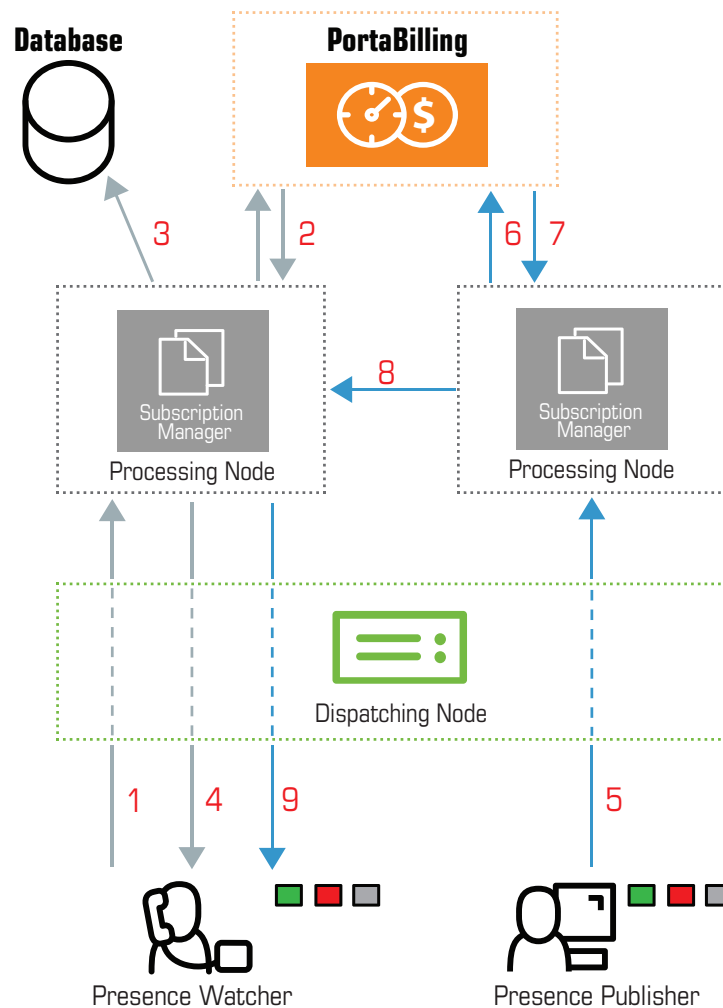 Database
PortaBilling
$
3
2
6
7
Subscription
Manager
Processing Node
8
Subscription
Manager
Processing Node
Dispatching Node
1
4
9
5
Presence Watcher
Presence Publisher